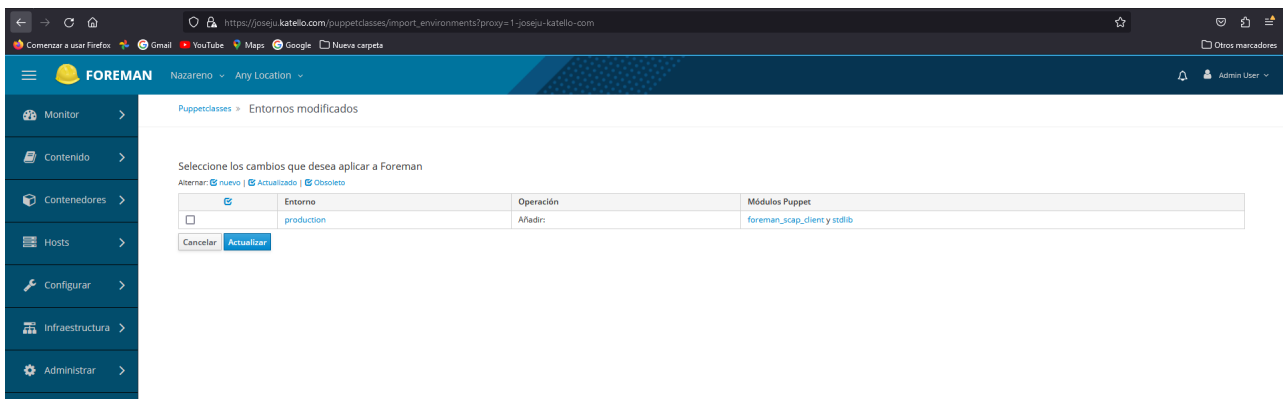 https://joseju.katello.com/puppetclasses/import_environments?proxy=1-joseju-katello-com
Comenzar a usar Firefox Gmail YouTube Maps Google Nueva carpeta Otros marcadores
FOREMAN Nazareno Any Location Admin User
Monitor
Puppetclasses » Entornos modificados
Contenido
Seleccione los cambios que desea aplicar a Foreman
Alternar: nuevo | Actualizado | Obsoleto
Contenedores
Entorno Operación Módulos Puppet
production Añadir: foreman_scap_client y stdlib
Cancelar Actualizar
Hosts
Configurar
Infraestructura
Administrar